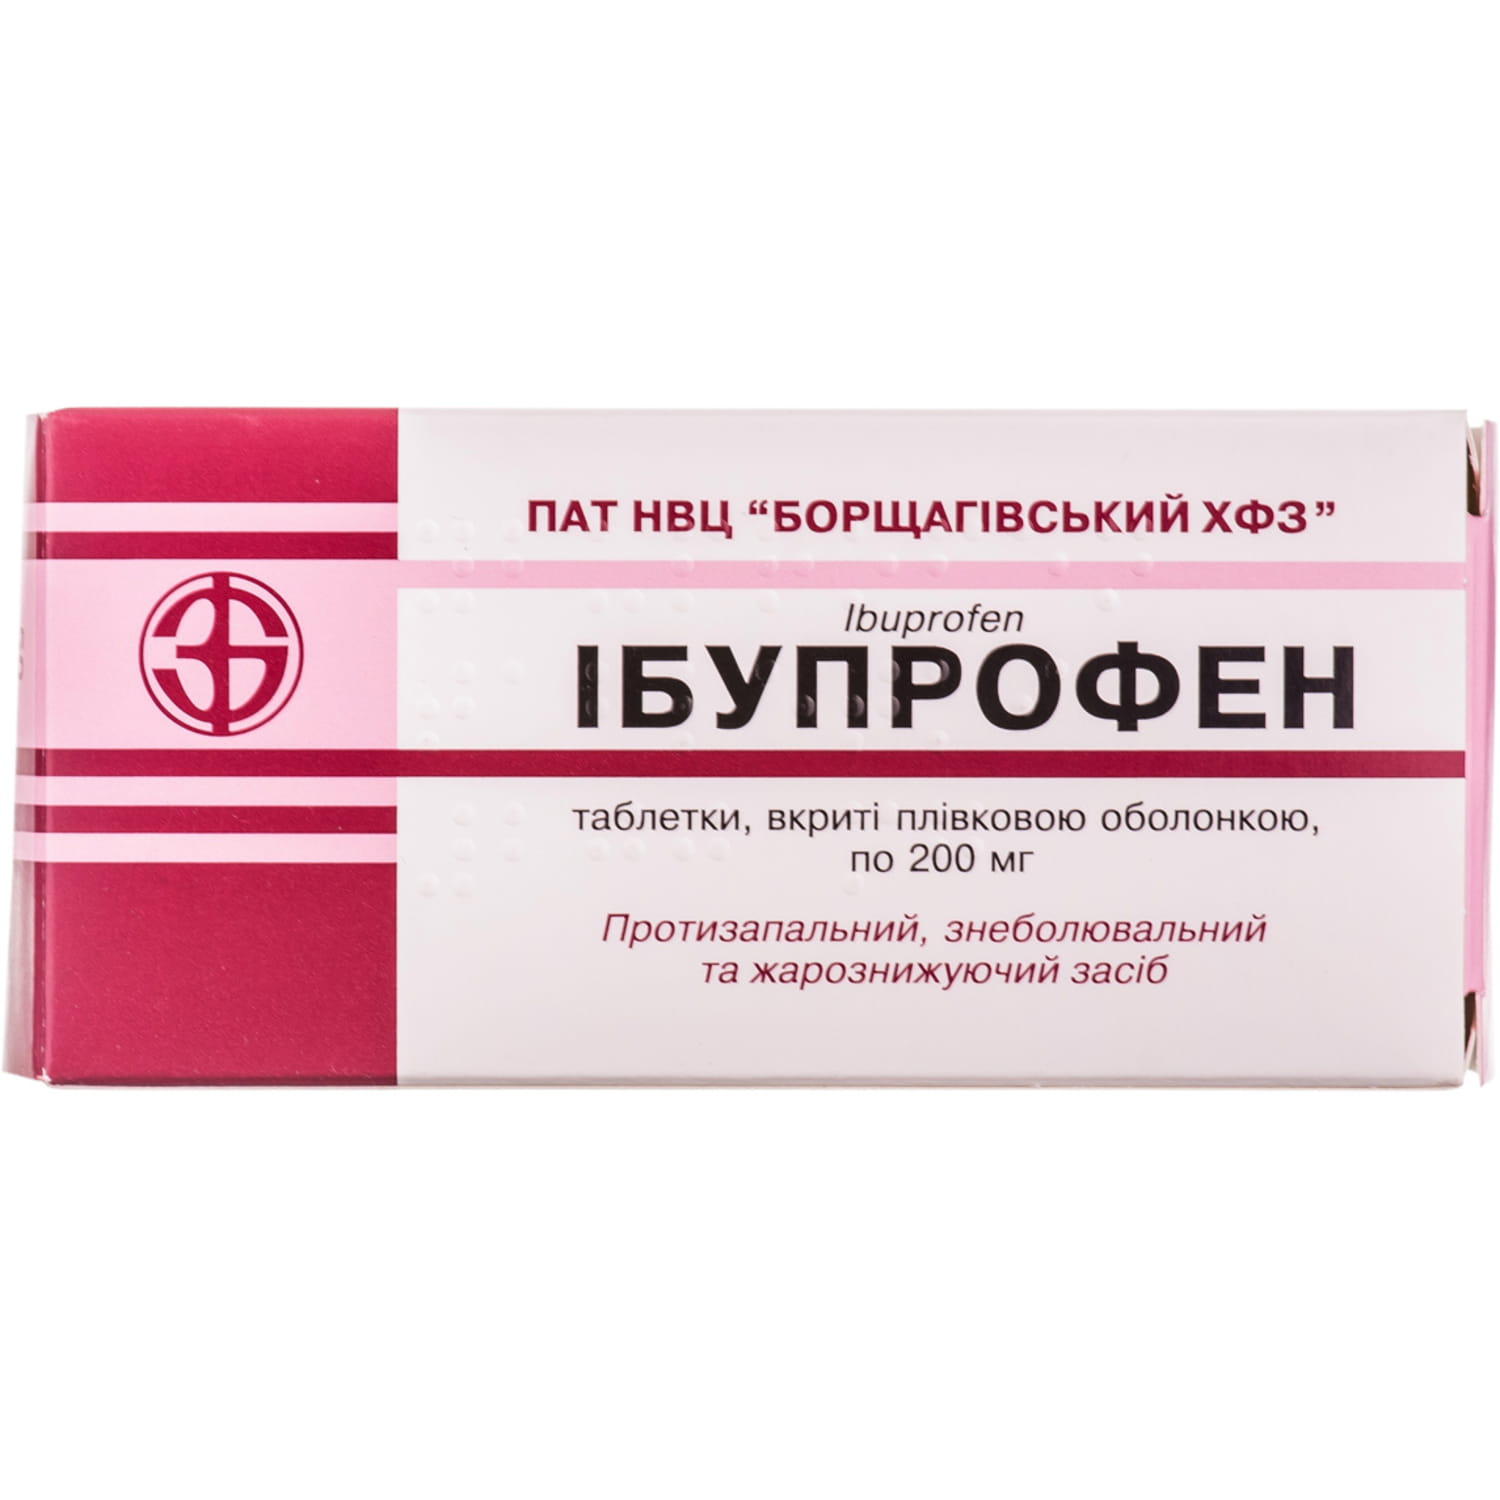 ПАТ НВЦ “БОРЩАГІВСЬКИЙ ХФЗ”
Ibuprofen
ІБУПРОФЕН
таблетки, вкриті плівковою оболонкою,
по 200 мг
Протизапальний, знеболювальний
та жарознижуючий засіб